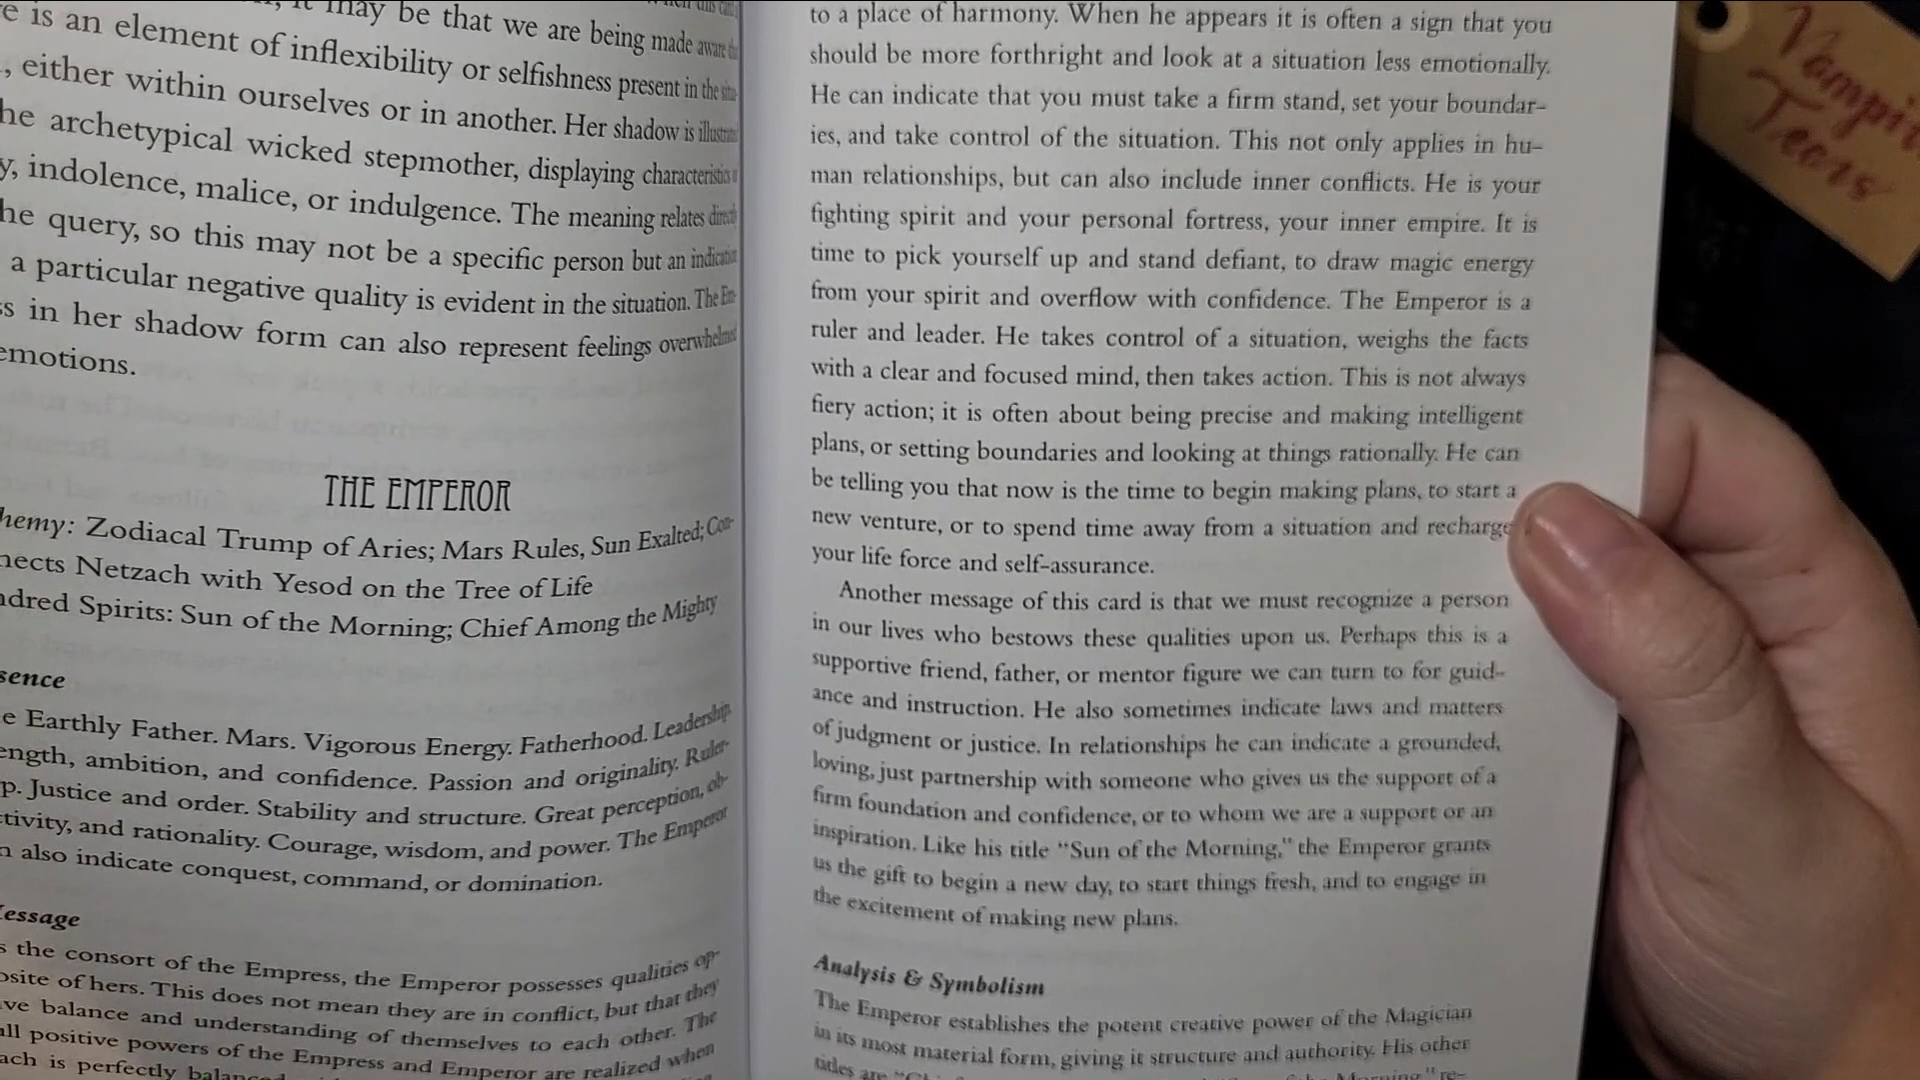 it may be that we are being made aware
e is an element of inflexibility or selfishness present in the
, either within ourselves or in another. Her shadow is
he archetypical wicked stepmother, displaying characteristics
y, indolence, malice, or indulgence. The meaning relates
he query, so this may not be a specific person but an
a particular negative quality is evident in the situation. The Em-
s in her shadow form can also represent feelings
emotions.
THE EMPEROR
hemy: Zodiacal Trump of Aries; Mars Rules, Sun Exalted; Con-
nects Netzach with Yesod on the Tree of Life
ndred Spirits: Sun of the Morning; Chief Among the Mighty
sence
e Earthly Father. Mars. Vigorous Energy. Fatherhood. Leadership.
ength, ambition, and confidence. Passion and originality. Ruler-
p. Justice and order. Stability and structure. Great perception, ob-
ctivity, and rationality. Courage, wisdom, and power. The Emperor
n also indicate conquest, command, or domination.
essage
s the consort of the Empress, the Emperor possesses qualities op-
osite of hers. This does not mean they are in conflict, but that they
ve balance and understanding of themselves to each other. The
all positive powers of the Empress and Emperor are realized when
ach is perfectly
to a place of harmony. When he appears it is often a sign that you
should be more forthright and look at a situation less emotionally.
He can indicate that you must take a firm stand, set your boundar-
ies, and take control of the situation. This not only applies in hu-
man relationships, but can also include inner conflicts. He is your
fighting spirit and your personal fortress, your inner empire. It is
time to pick yourself up and stand defiant, to draw magic energy
from your spirit and overflow with confidence. The Emperor is a
ruler and leader. He takes control of a situation, weighs the facts
with a clear and focused mind, then takes action. This is not always
fiery action; it is often about being precise and making intelligent
plans, or setting boundaries and looking at things rationally. He can
be telling you that now is the time to begin making plans, to start a
new venture, or to spend time away from a situation and recharge
your life force and self-assurance.
Another message of this card is that we must recognize a person
in our lives who bestows these qualities upon us. Perhaps this is a
supportive friend, father, or mentor figure we can turn to for guid-
ance and instruction. He also sometimes indicate laws and matters
of judgment or justice. In relationships he can indicate a grounded,
loving, just partnership with someone who gives us the support of a
firm foundation and confidence, or to whom we are a support or an
inspiration. Like his title "Sun of the Morning," the Emperor grants
us the gift to begin a new day, to start things fresh, and to engage in
the excitement of making new plans.
Analysis & Symbolism
The Emperor establishes the potent creative power of the Magician
in its most material form, giving it structure and authority. His other
titles are
Vampir
Tears